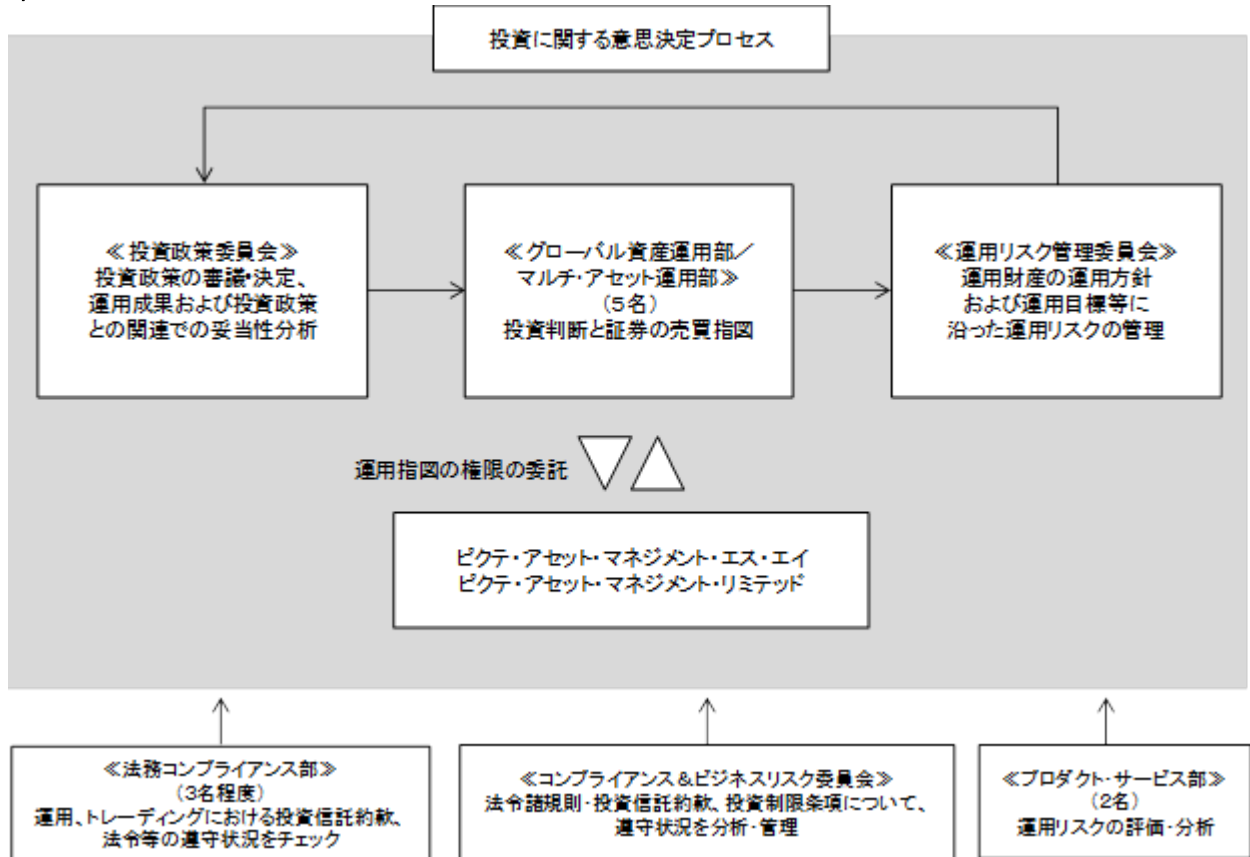 投資に関する意思決定プロセス
≪投資政策委員会≫
投資政策の審議・決定、
運用成果および投資政策
との関連での妥当性分析
≪グローバル資産運用部／
マルチ・アセット運用部≫
（５名）
投資判断と証券の売買指図
≪運用リスク管理委員会≫
運用財産の運用方針
および運用目標等に
沿った運用リスクの管理
運用指図の権限の委託
ピクテ・アセット・マネジメント・エス・エイ
ピクテ・アセット・マネジメント・リミテッド
≪法務コンプライアンス部≫
（3名程度）
運用、トレーディングにおける投資信託約款、
法令等の遵守状況をチェック
≪コンプライアンス＆ビジネスリスク委員会≫
法令諸規則・投資信託約款、投資制限条項について、
遵守状況を分析・管理
≪プロダクト・サービス部≫
（2名）
運用リスクの評価・分析